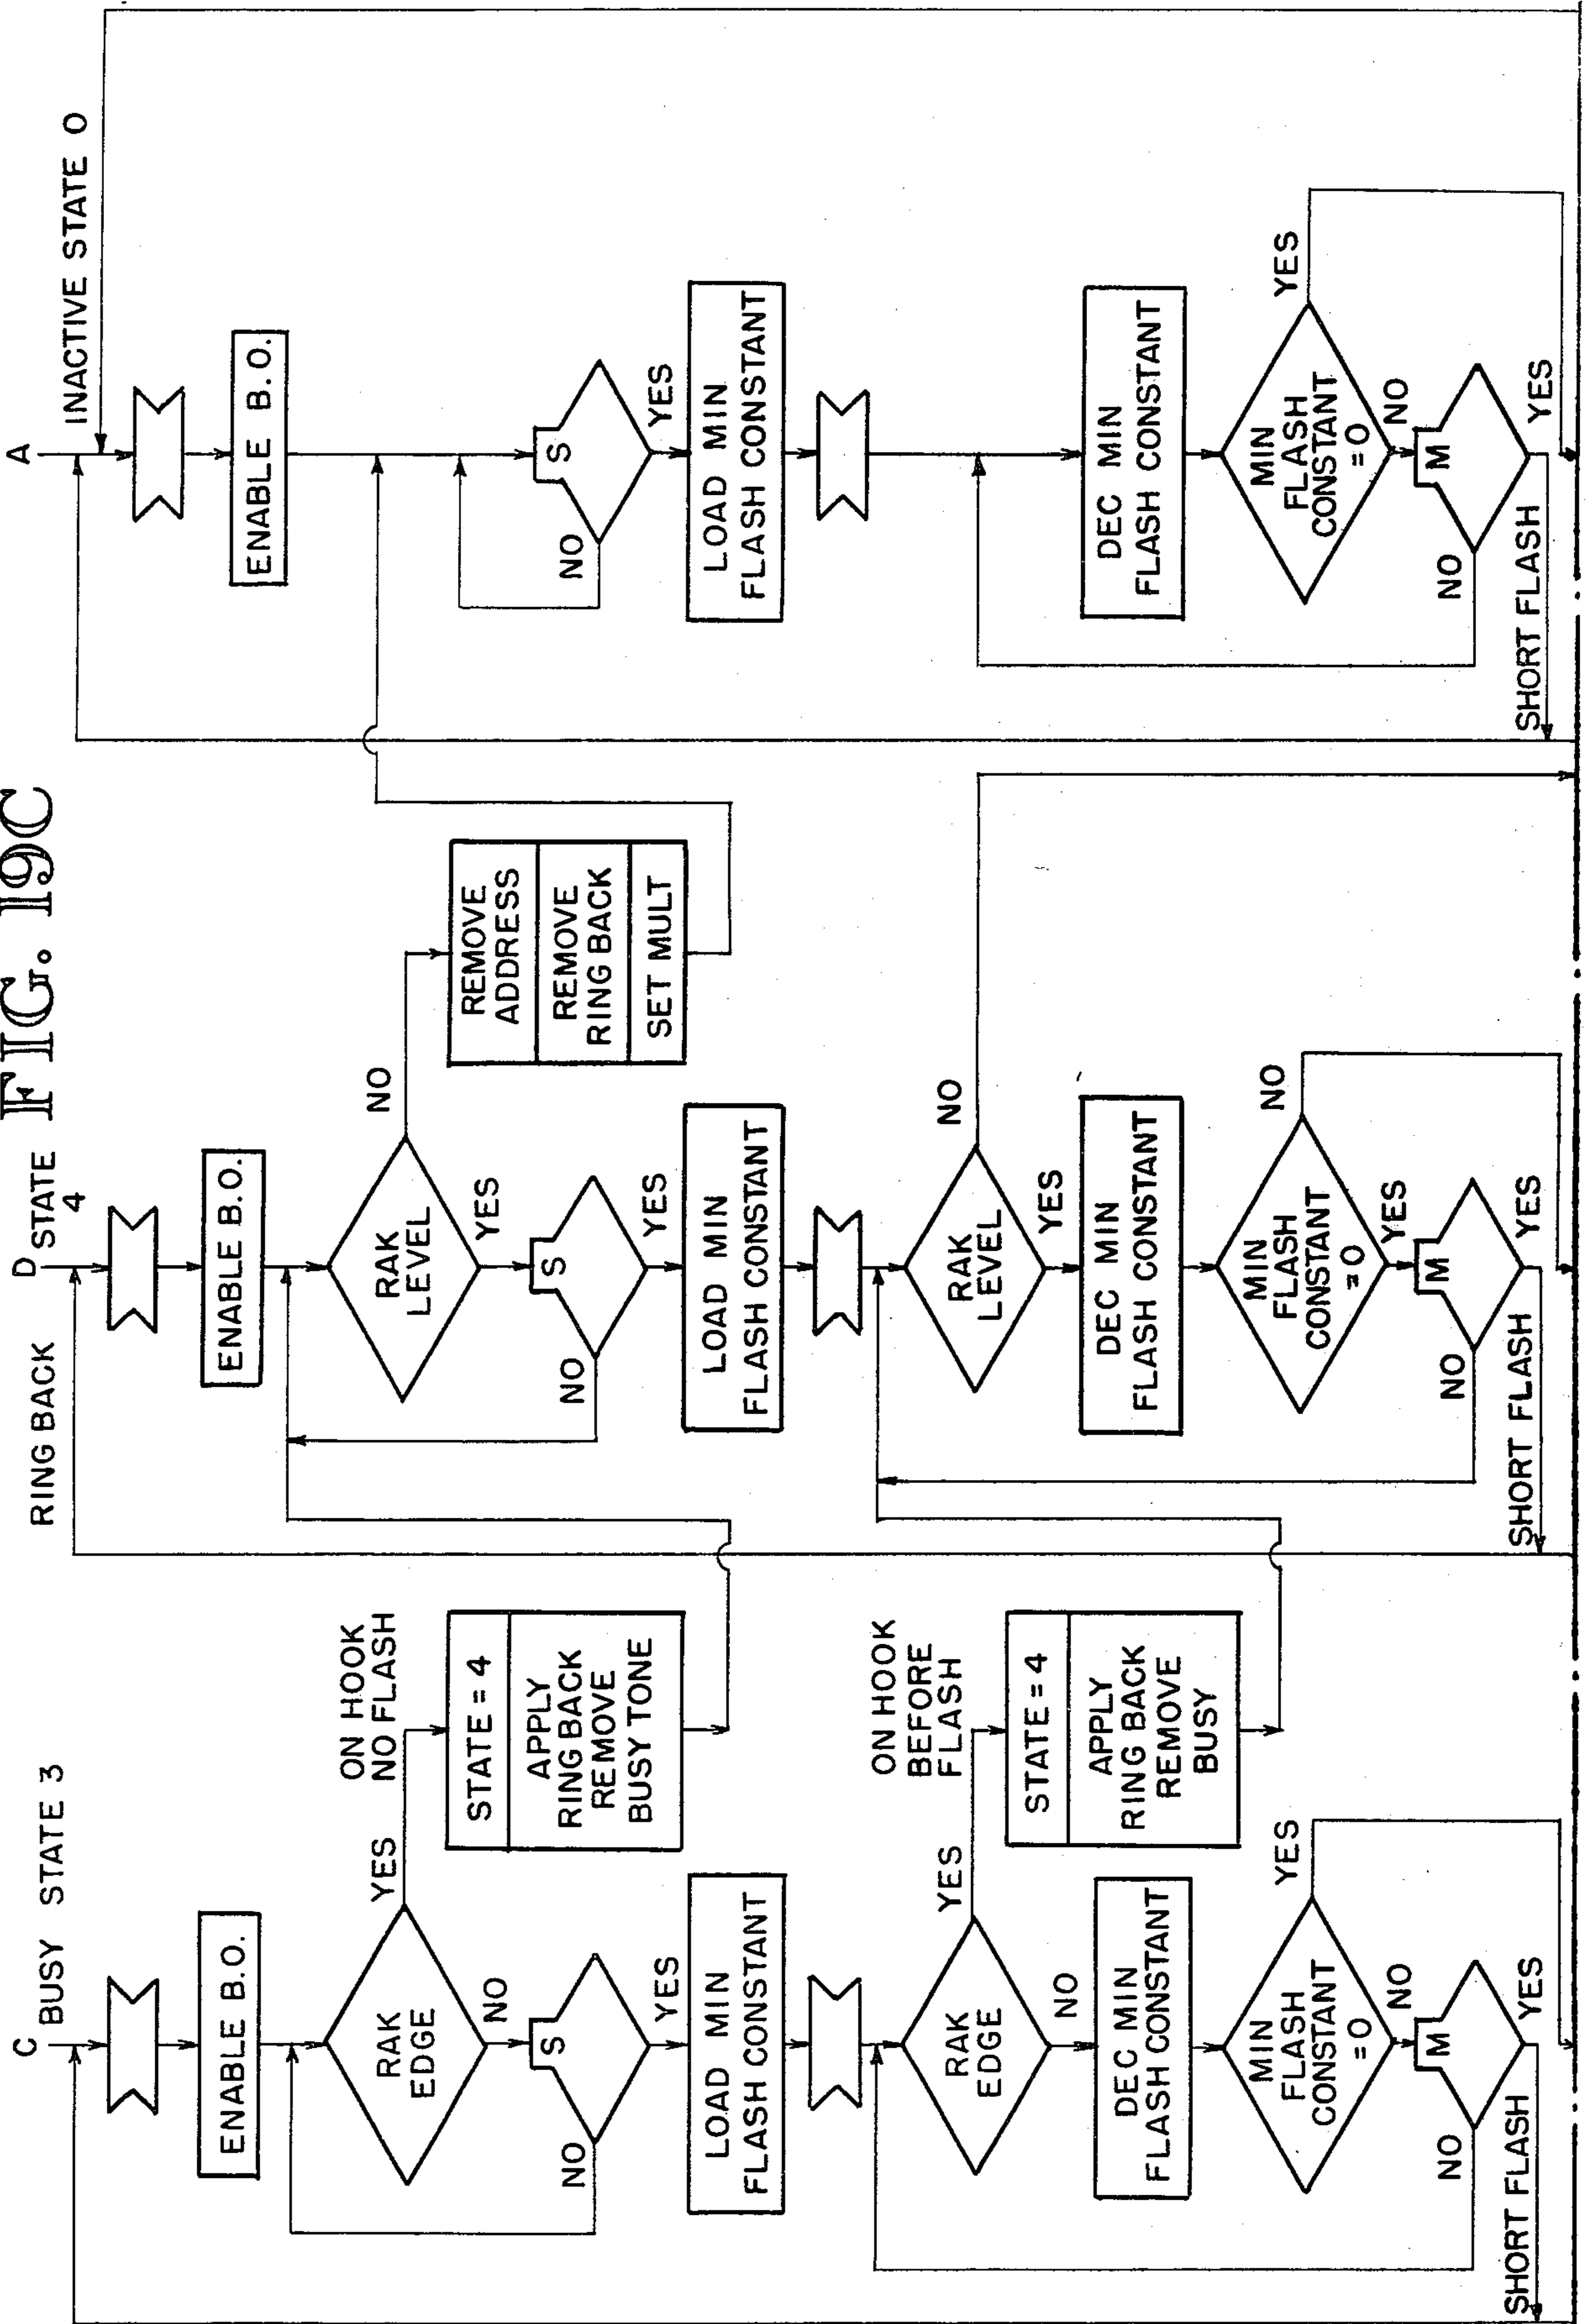 FIG. 19C
C
BUSY STATE 3
ENABLE B.O.
RAK
EDGE
YES
NO
ON HOOK
NO FLASH
STATE = 4
APPLY
RING BACK
REMOVE
BUSY TONE
S
NO
YES
LOAD MIN
FLASH CONSTANT
RAK
EDGE
YES
NO
ON HOOK
BEFORE
FLASH
STATE = 4
APPLY
RING BACK
REMOVE
BUSY
DEC MIN
FLASH CONSTANT
MIN
FLASH
CONSTANT
= 0
YES
NO
M
NO
YES
SHORT FLASH
RING BACK
D
STATE
4
ENABLE B.O.
RAK
LEVEL
NO
YES
REMOVE
ADDRESS
REMOVE
RING BACK
SET MULT
S
NO
YES
LOAD MIN
FLASH CONSTANT
RAK
LEVEL
NO
YES
DEC MIN
FLASH CONSTANT
MIN
FLASH
CONSTANT
= 0
NO
YES
M
NO
YES
SHORT FLASH
A
INACTIVE STATE 0
ENABLE B.O.
S
NO
YES
LOAD MIN
FLASH CONSTANT
DEC MIN
FLASH CONSTANT
MIN
FLASH
CONSTANT
= 0
YES
NO
M
NO
YES
SHORT FLASH